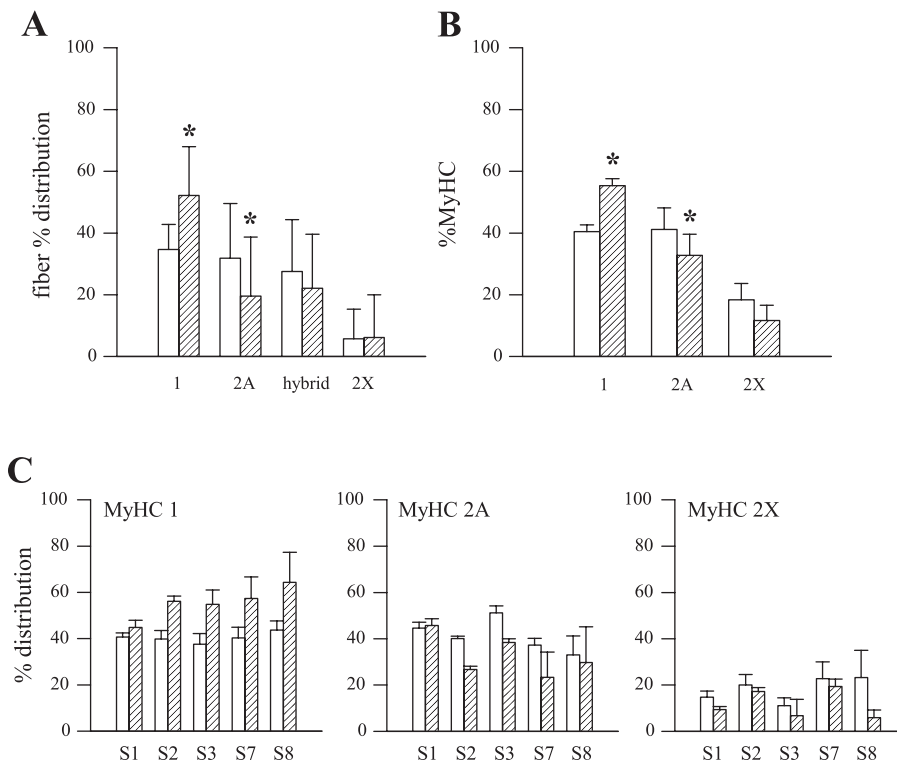 A
100
80
60
40
20
0
fiber % distribution
*
*
1 2A hybrid 2X
B
100
80
60
40
20
0
%MyHC
*
*
1 2A 2X
C
100
80
60
40
20
0
% distribution
MyHC 1
S1 S2 S3 S7 S8
100
80
60
40
20
0
MyHC 2A
S1 S2 S3 S7 S8
100
80
60
40
20
0
MyHC 2X
S1 S2 S3 S7 S8